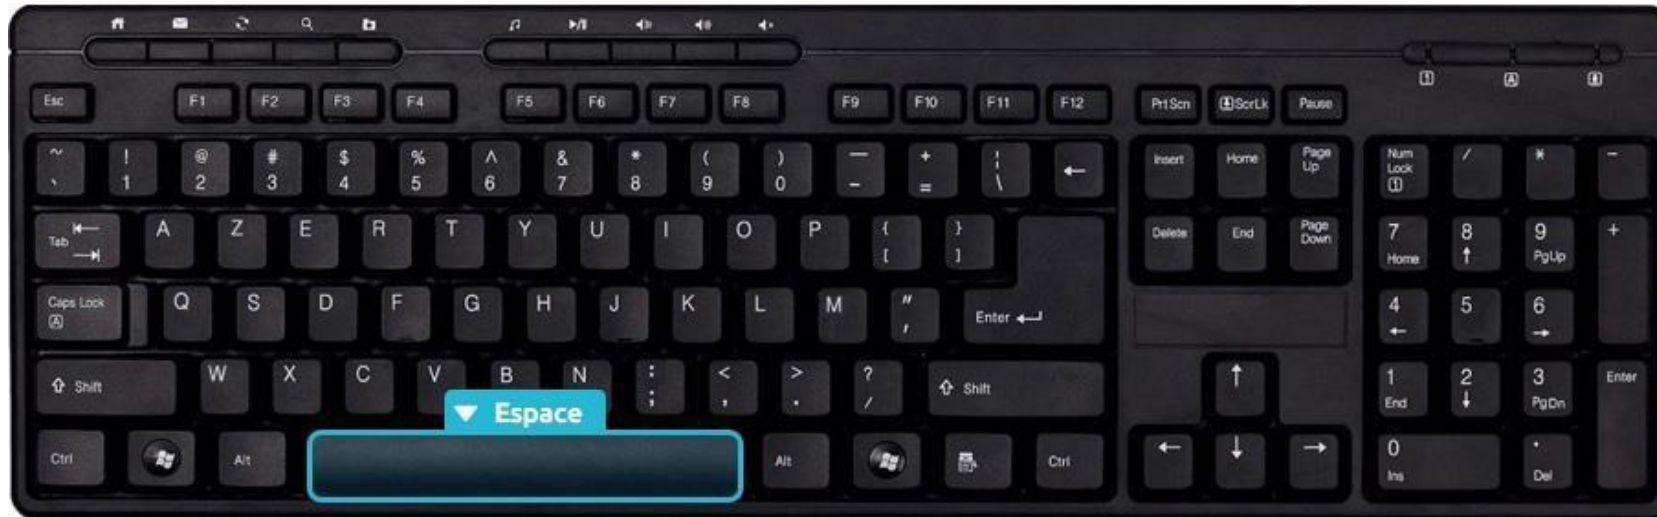 Esc F1 F2 F3 F4 F5 F6 F7 F8 F9 F10 F11 F12 PrtScn ScrLk Pause
1 A
~ ! @ # $ % ^ & * ( ) — + ¦ ←
` 1 2 3 4 5 6 7 8 9 0 - = \
Insert Home Page Up Num Lock 1 / * -
Tab A Z E R T Y U I O P { [ } ]
Delete End Page Down 7 Home 8 ↑ 9 PgUp +
Caps Lock A Q S D F G H J K L M " , Enter
4 ← 5 6 →
Shift W X C V B N : ; < , > . ? / Shift
↑ 1 End 2 ↓ 3 PgDn Enter
Espace
Ctrl Alt Alt Ctrl
← ↓ → 0 Ins . Del